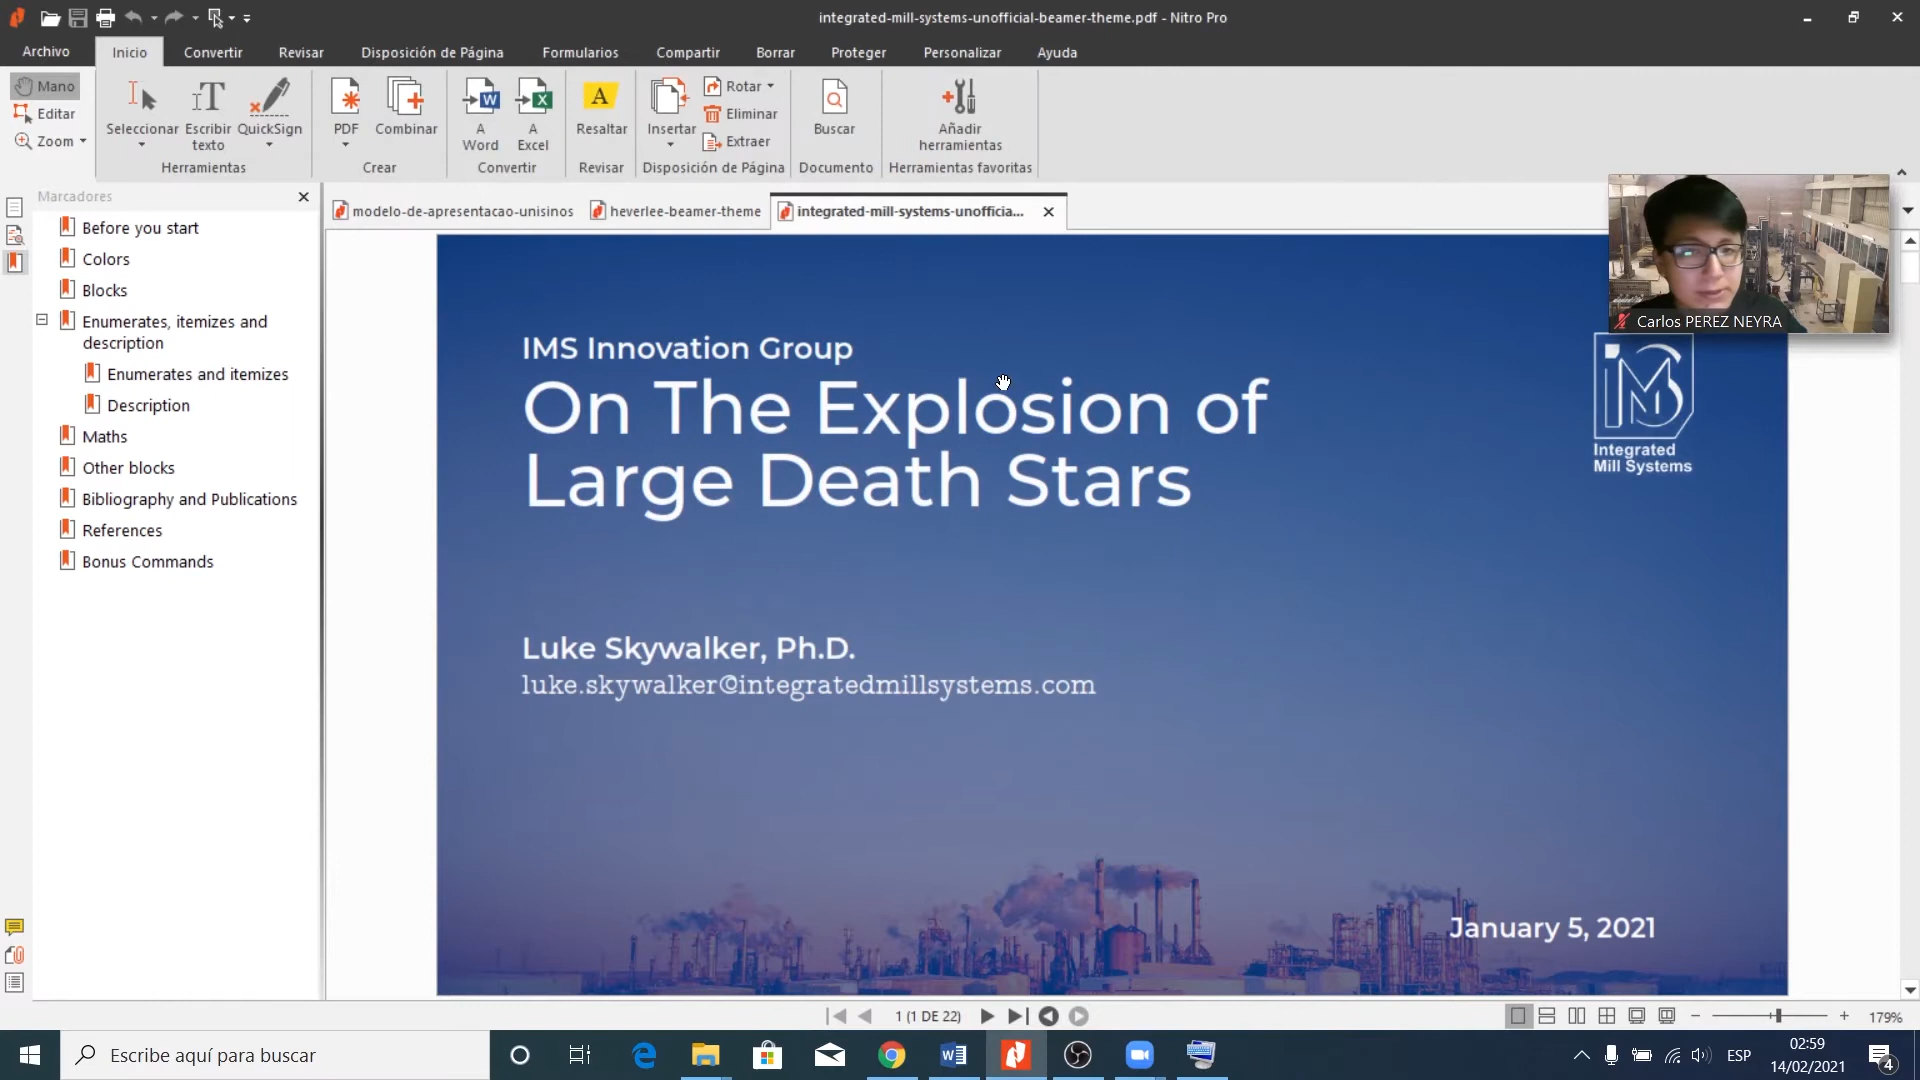 integrated-mill-systems-unofficial-beamer-theme.pdf - Nitro Pro
Archivo
Inicio
Convertir
Revisar
Disposición de Página
Formularios
Compartir
Borrar
Proteger
Personalizar
Ayuda
Mano
Editar
Zoom
Seleccionar
Escribir texto
QuickSign
Herramientas
PDF
Combinar
Crear
A Word
A Excel
Convertir
Resaltar
Revisar
Insertar
Rotar
Eliminar
Extraer
Disposición de Página
Buscar
Documento
Añadir herramientas
Herramientas favoritas
Marcadores
Before you start
Colors
Blocks
Enumerates, itemizes and
description
Enumerates and itemizes
Description
Maths
Other blocks
Bibliography and Publications
References
Bonus Commands
modelo-de-apresentacao-unisinos
heverlee-beamer-theme
integrated-mill-systems-unofficia...
Carlos PEREZ NEYRA
IMS Innovation Group
On The Explosion of
Large Death Stars
Integrated
Mill Systems
Luke Skywalker, Ph.D.
luke.skywalker@integratedmillsystems.com
January 5, 2021
1 (1 DE 22)
179%
Escribe aquí para buscar
ESP
02:59
14/02/2021
4